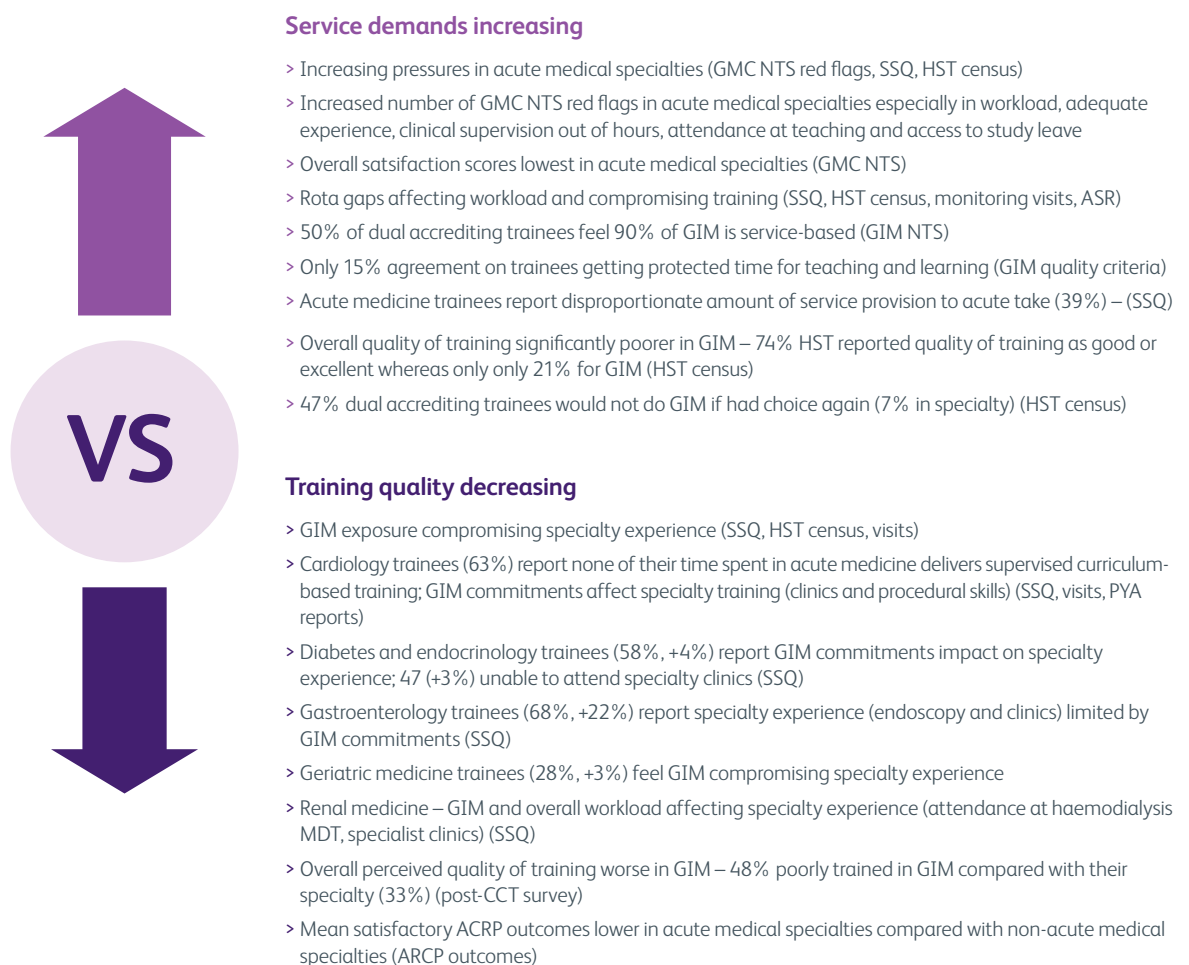 Service demands increasing
> Increasing pressures in acute medical specialties (GMC NTS red flags, SSQ, HST census)
> Increased number of GMC NTS red flags in acute medical specialties especially in workload, adequate
experience, clinical supervision out of hours, attendance at teaching and access to study leave
> Overall satsifaction scores lowest in acute medical specialties (GMC NTS)
> Rota gaps affecting workload and compromising training (SSQ, HST census, monitoring visits, ASR)
> 50% of dual accrediting trainees feel 90% of GIM is service-based (GIM NTS)
> Only 15% agreement on trainees getting protected time for teaching and learning (GIM quality criteria)
> Acute medicine trainees report disproportionate amount of service provision to acute take (39%) – (SSQ)
> Overall quality of training significantly poorer in GIM – 74% HST reported quality of training as good or
excellent whereas only only 21% for GIM (HST census)
> 47% dual accrediting trainees would not do GIM if had choice again (7% in specialty) (HST census)
VS
Training quality decreasing
> GIM exposure compromising specialty experience (SSQ, HST census, visits)
> Cardiology trainees (63%) report none of their time spent in acute medicine delivers supervised curriculum-
based training; GIM commitments affect specialty training (clinics and procedural skills) (SSQ, visits, PYA
reports)
> Diabetes and endocrinology trainees (58%, +4%) report GIM commitments impact on specialty
experience; 47 (+3%) unable to attend specialty clinics (SSQ)
> Gastroenterology trainees (68%, +22%) report specialty experience (endoscopy and clinics) limited by
GIM commitments (SSQ)
> Geriatric medicine trainees (28%, +3%) feel GIM compromising specialty experience
> Renal medicine – GIM and overall workload affecting specialty experience (attendance at haemodialysis
MDT, specialist clinics) (SSQ)
> Overall perceived quality of training worse in GIM – 48% poorly trained in GIM compared with their
specialty (33%) (post-CCT survey)
> Mean satisfactory ACRP outcomes lower in acute medical specialties compared with non-acute medical
specialties (ARCP outcomes)